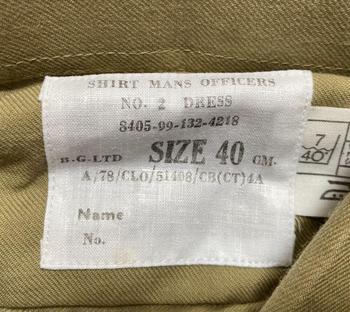 SHIRT MANS OFFICERS
NO. 2 DRESS
8405-99-132-4218
B.G-LTD SIZE 40 CM.
A/78/CLO/51408/CB(CT)4A
Name
No.
7
40°